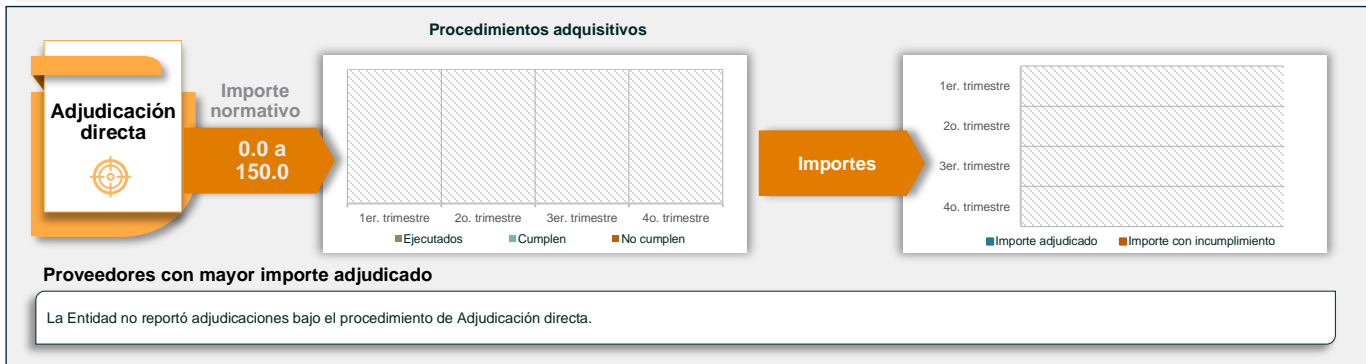 Procedimientos adquisitivos
Adjudicación
directa
Importe
normativo
0.0 a
150.0
1er. trimestre 2o. trimestre 3er. trimestre 4o. trimestre
Ejecutados Cumplen No cumplen
Importes
1er. trimestre
2o. trimestre
3er. trimestre
4o. trimestre
Importe adjudicado Importe con incumplimiento
Proveedores con mayor importe adjudicado
La Entidad no reportó adjudicaciones bajo el procedimiento de Adjudicación directa.